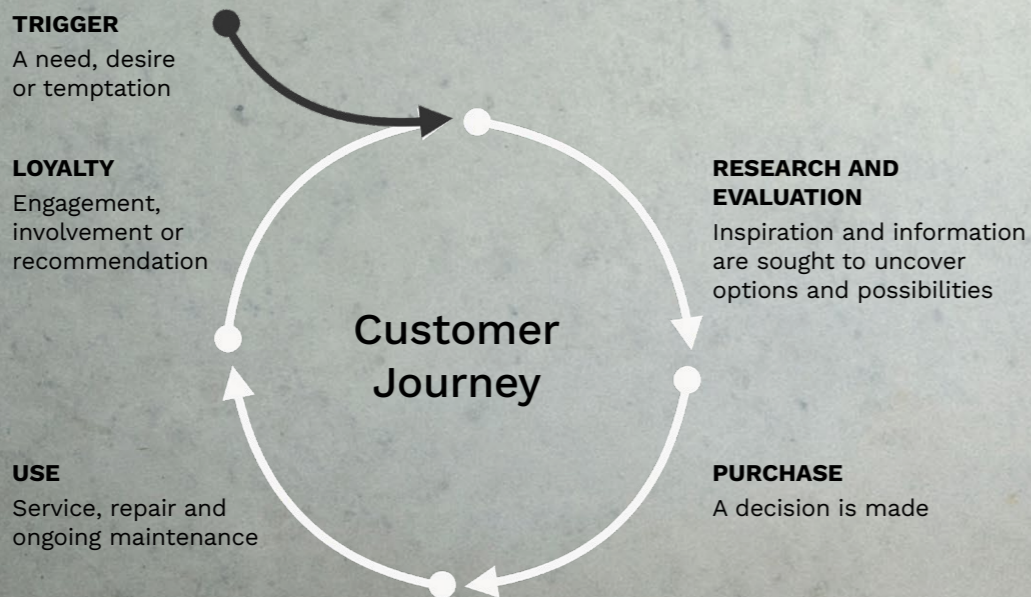 TRIGGER
A need, desire
or temptation
LOYALTY
Engagement,
involvement or
recommendation
RESEARCH AND
EVALUATION
Inspiration and information
are sought to uncover
options and possibilities
Customer
Journey
USE
Service, repair and
ongoing maintenance
PURCHASE
A decision is made